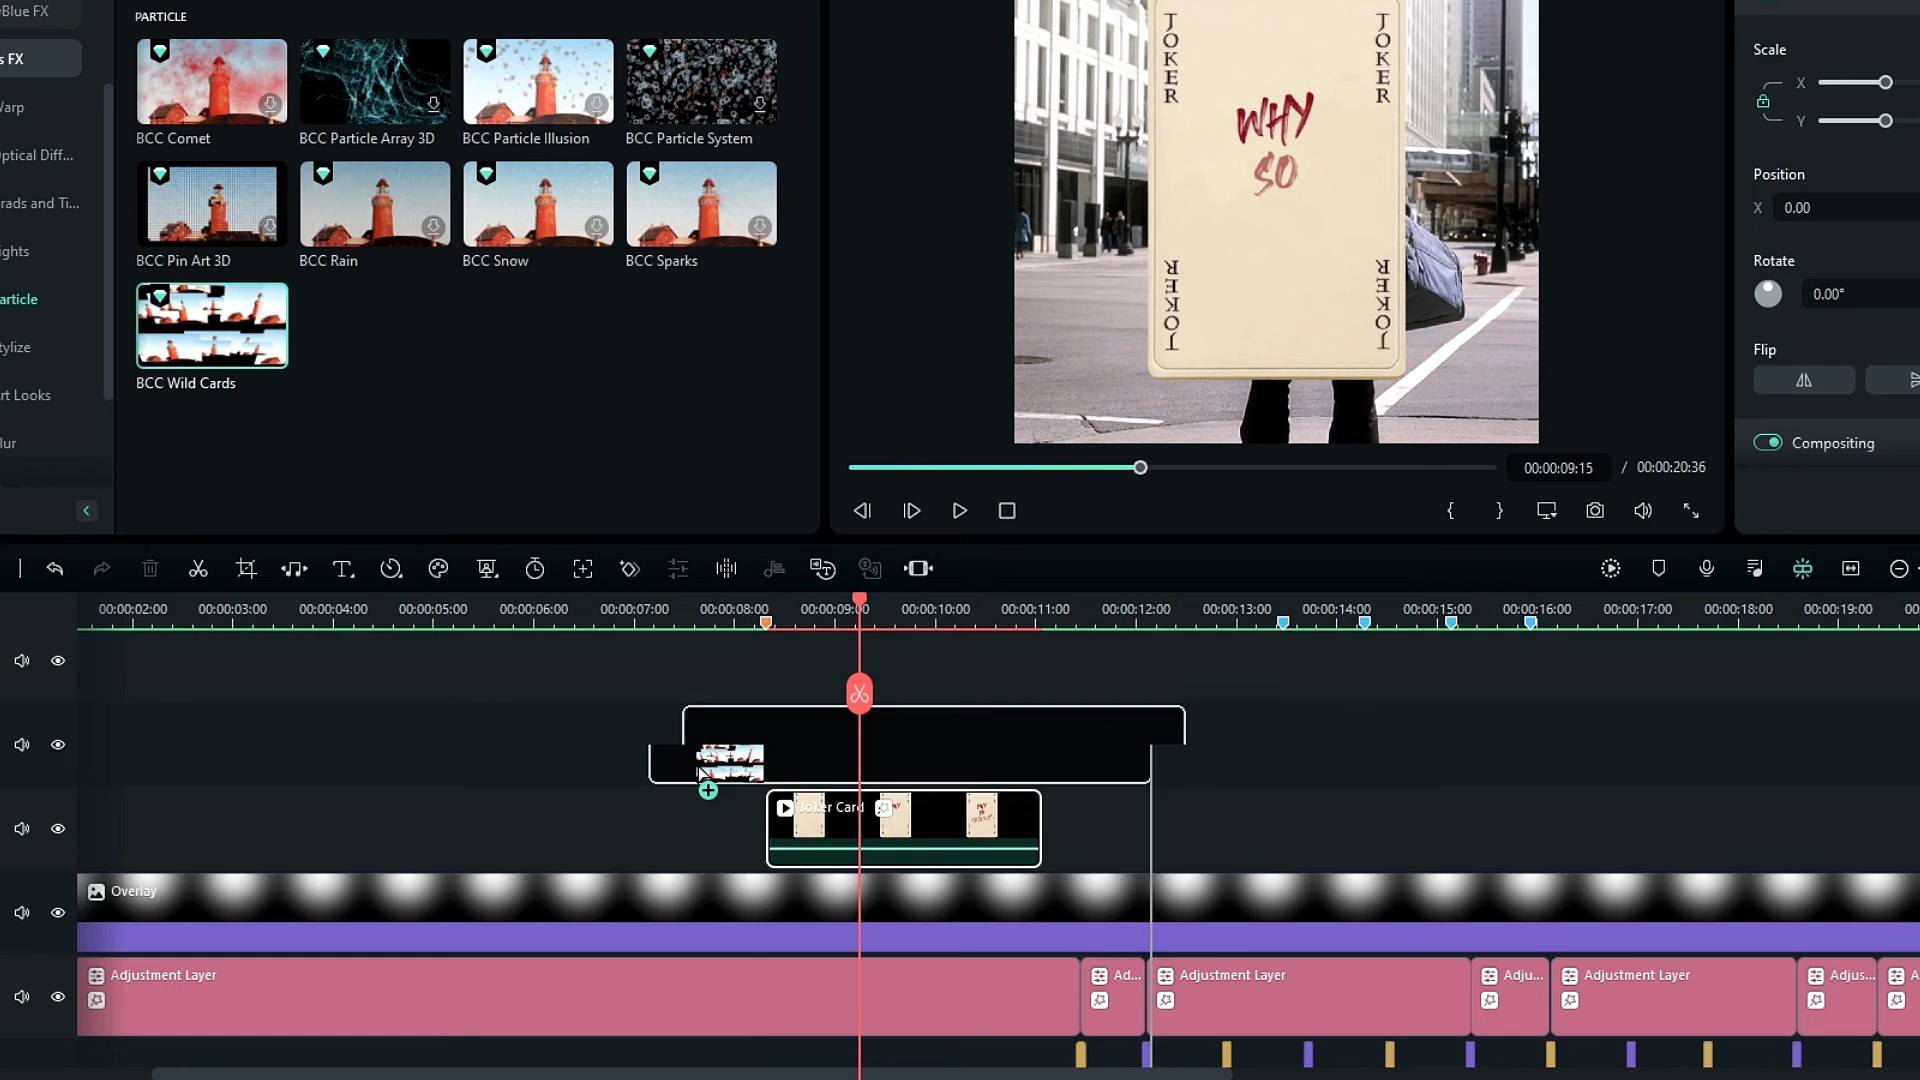 wBlue FX
s FX
Warp
Optical Diff...
rads and Ti...
ights
article
tylize
rt Looks
lur
PARTICLE
BCC Comet
BCC Particle Array 3D
BCC Particle Illusion
BCC Particle System
BCC Pin Art 3D
BCC Rain
BCC Snow
BCC Sparks
BCC Wild Cards
JOKER
JOKER
WHY
SO
JOKER
JOKER
00:00:09:15 / 00:00:20:36
Scale
X
Y
Position
X 0.00
Rotate
0.00°
Flip
Compositing
00:00:02:00 00:00:03:00 00:00:04:00 00:00:05:00 00:00:06:00 00:00:07:00 00:00:08:00 00:00:09:00 00:00:10:00 00:00:11:00 00:00:12:00 00:00:13:00 00:00:14:00 00:00:15:00 00:00:16:00 00:00:17:00 00:00:18:00 00:00:19:00 00
Joker Card
Overlay
Adjustment Layer
Ad...
Adjustment Layer
Adju...
Adjustment Layer
Adjus...
A